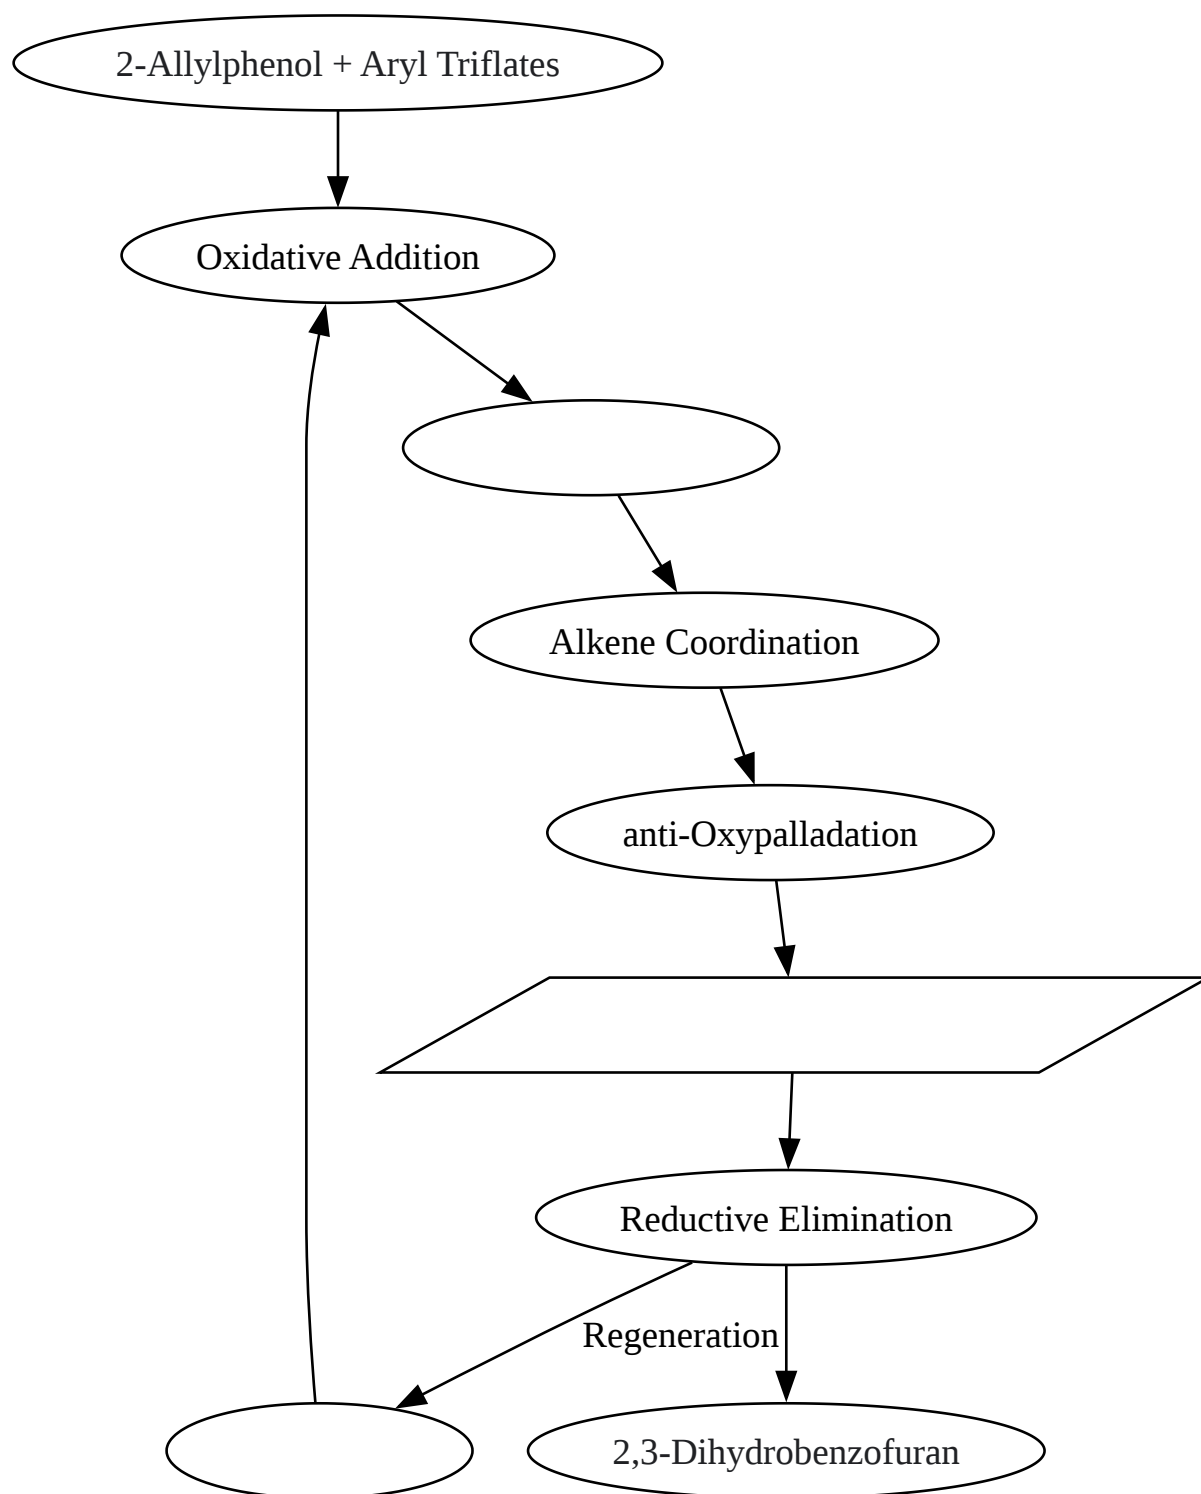 2-Allylphenol + Aryl Triflates
Oxidative Addition
Alkene Coordination
anti-Oxypalladation
Reductive Elimination
Regeneration
2,3-Dihydrobenzofuran